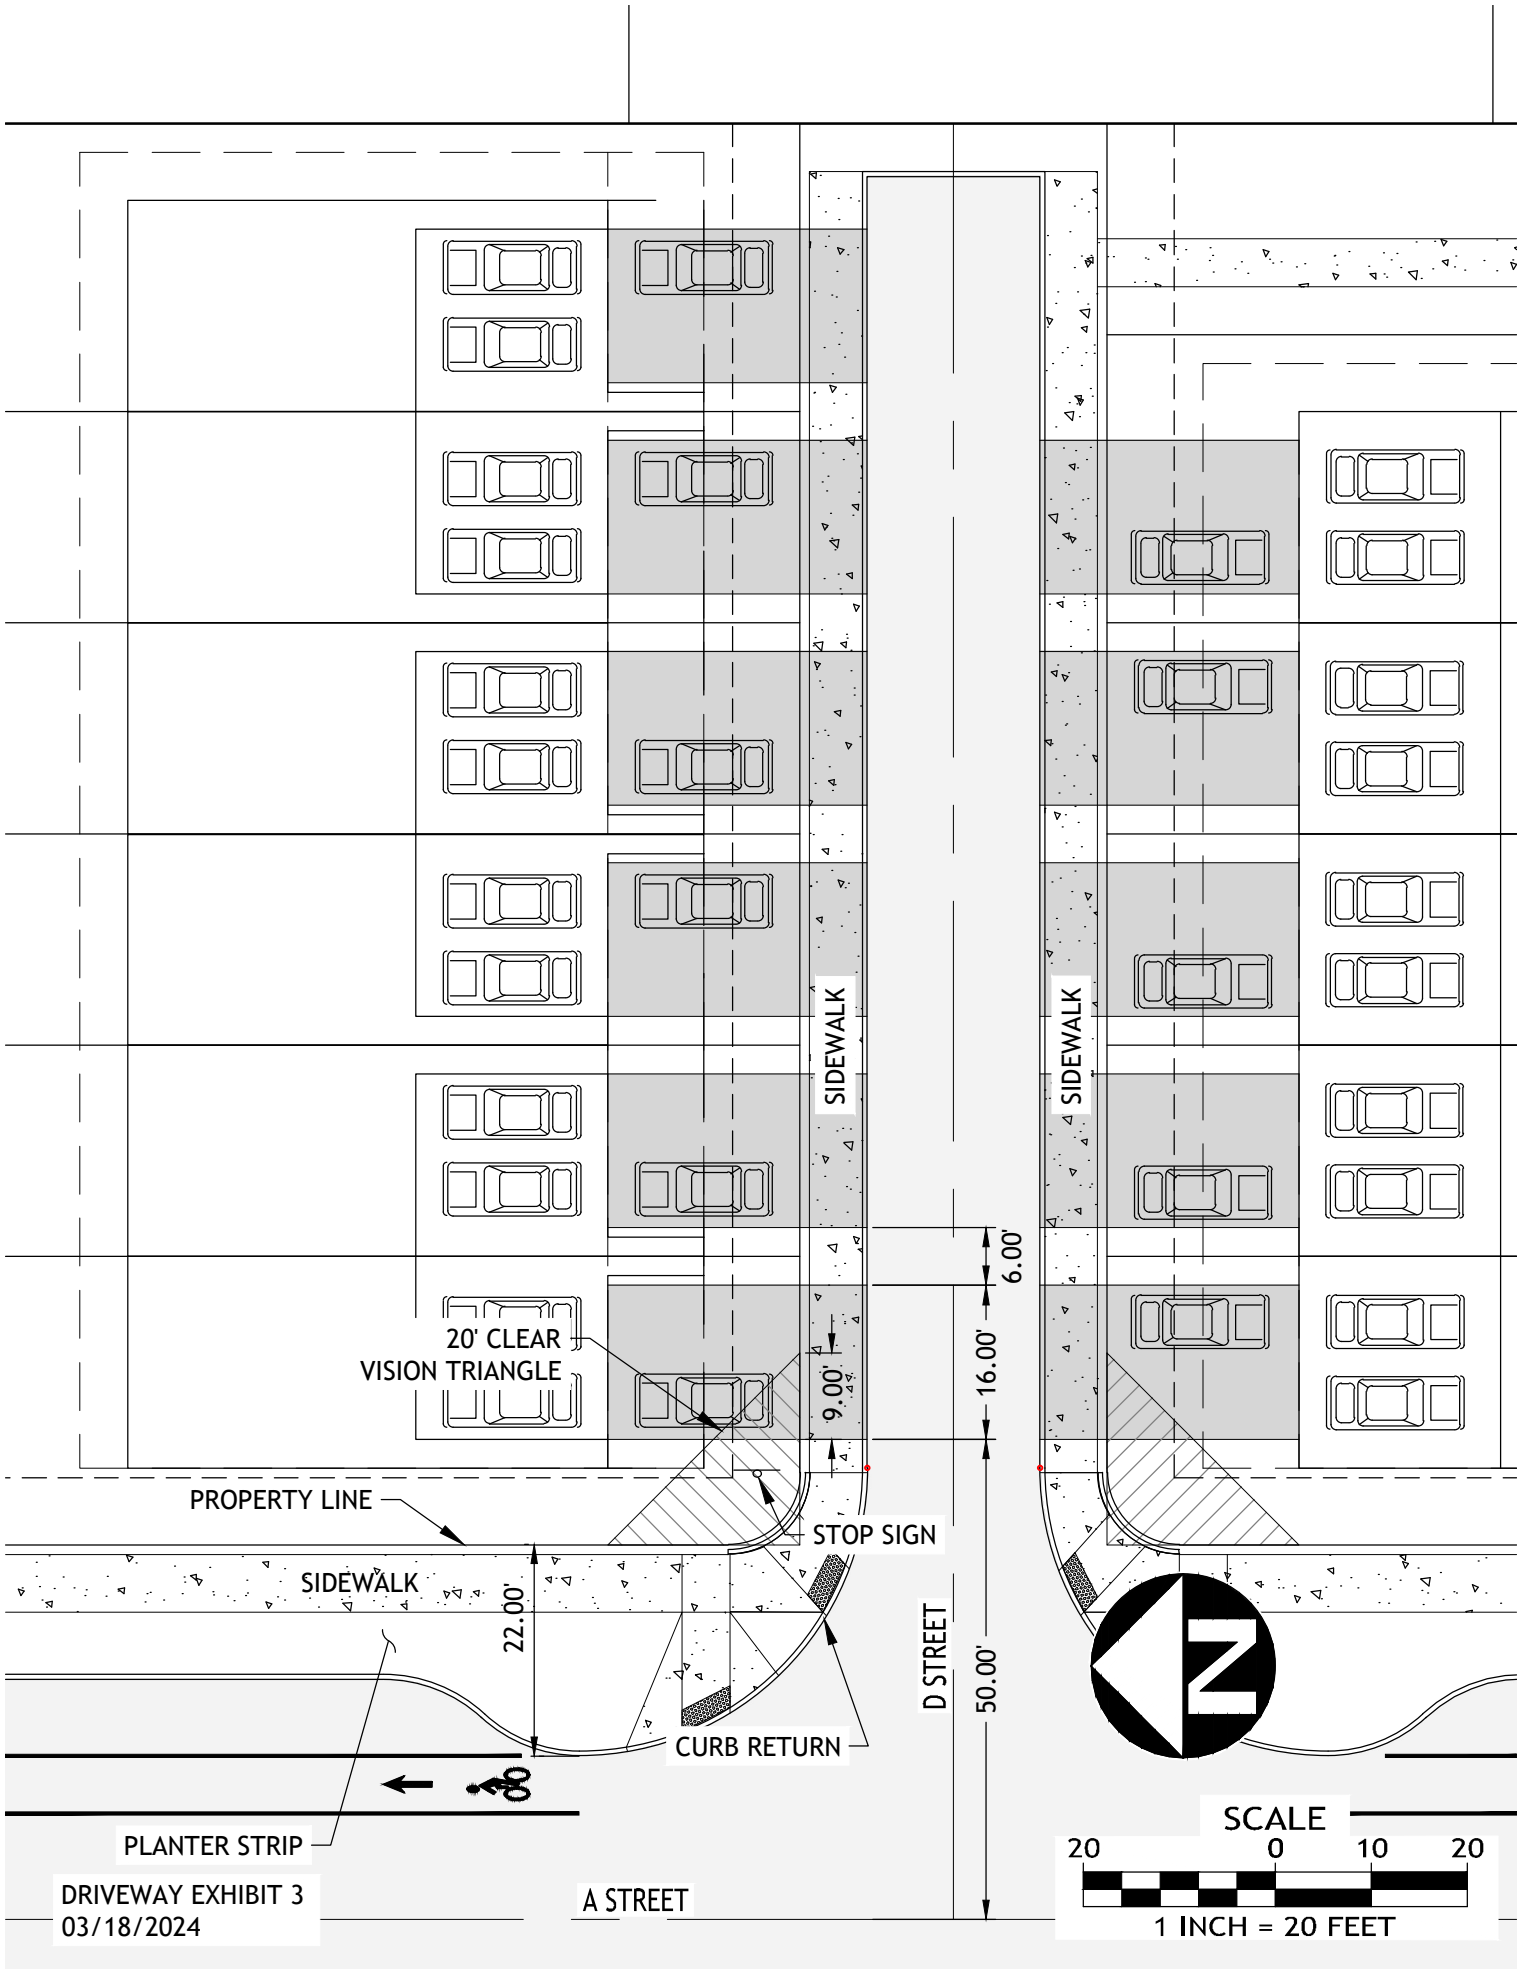 SIDEWALK
SIDEWALK
6.00'
20' CLEAR
VISION TRIANGLE
9.00'
16.00'
PROPERTY LINE
STOP SIGN
SIDEWALK
22.00'
D STREET
50.00'
N
CURB RETURN
PLANTER STRIP
SCALE
20 0 10 20
1 INCH = 20 FEET
DRIVEWAY EXHIBIT 3
03/18/2024
A STREET